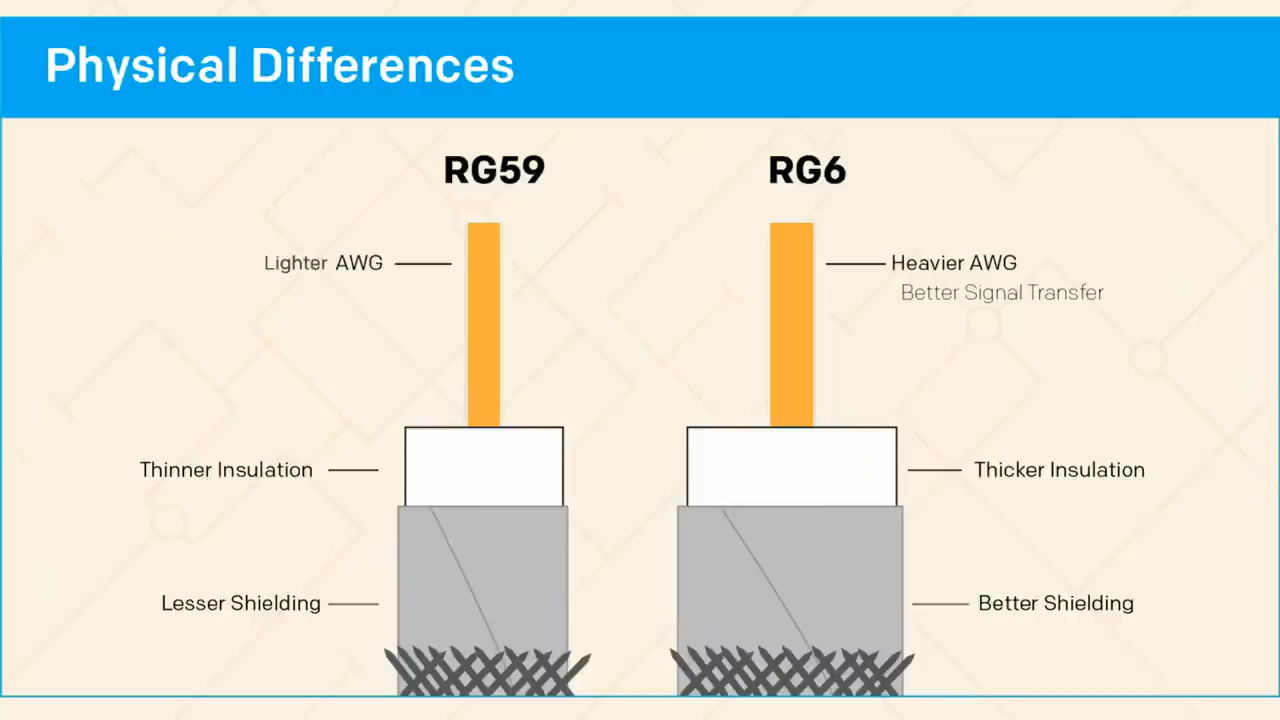 Physical Differences
RG59
RG6
Lighter AWG
Heavier AWG
Better Signal Transfer
Thinner Insulation
Thicker Insulation
Lesser Shielding
Better Shielding